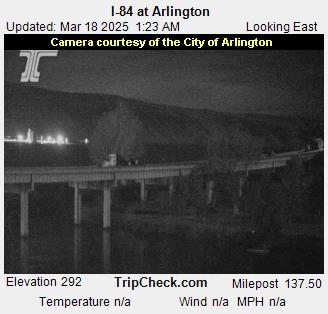 I-84 at Arlington
Updated: Mar 18 2025 1:23 AM Looking East
Camera courtesy of the City of Arlington
Elevation 292 TripCheck.com Milepost 137.50
Temperature n/a Wind n/a MPH n/a